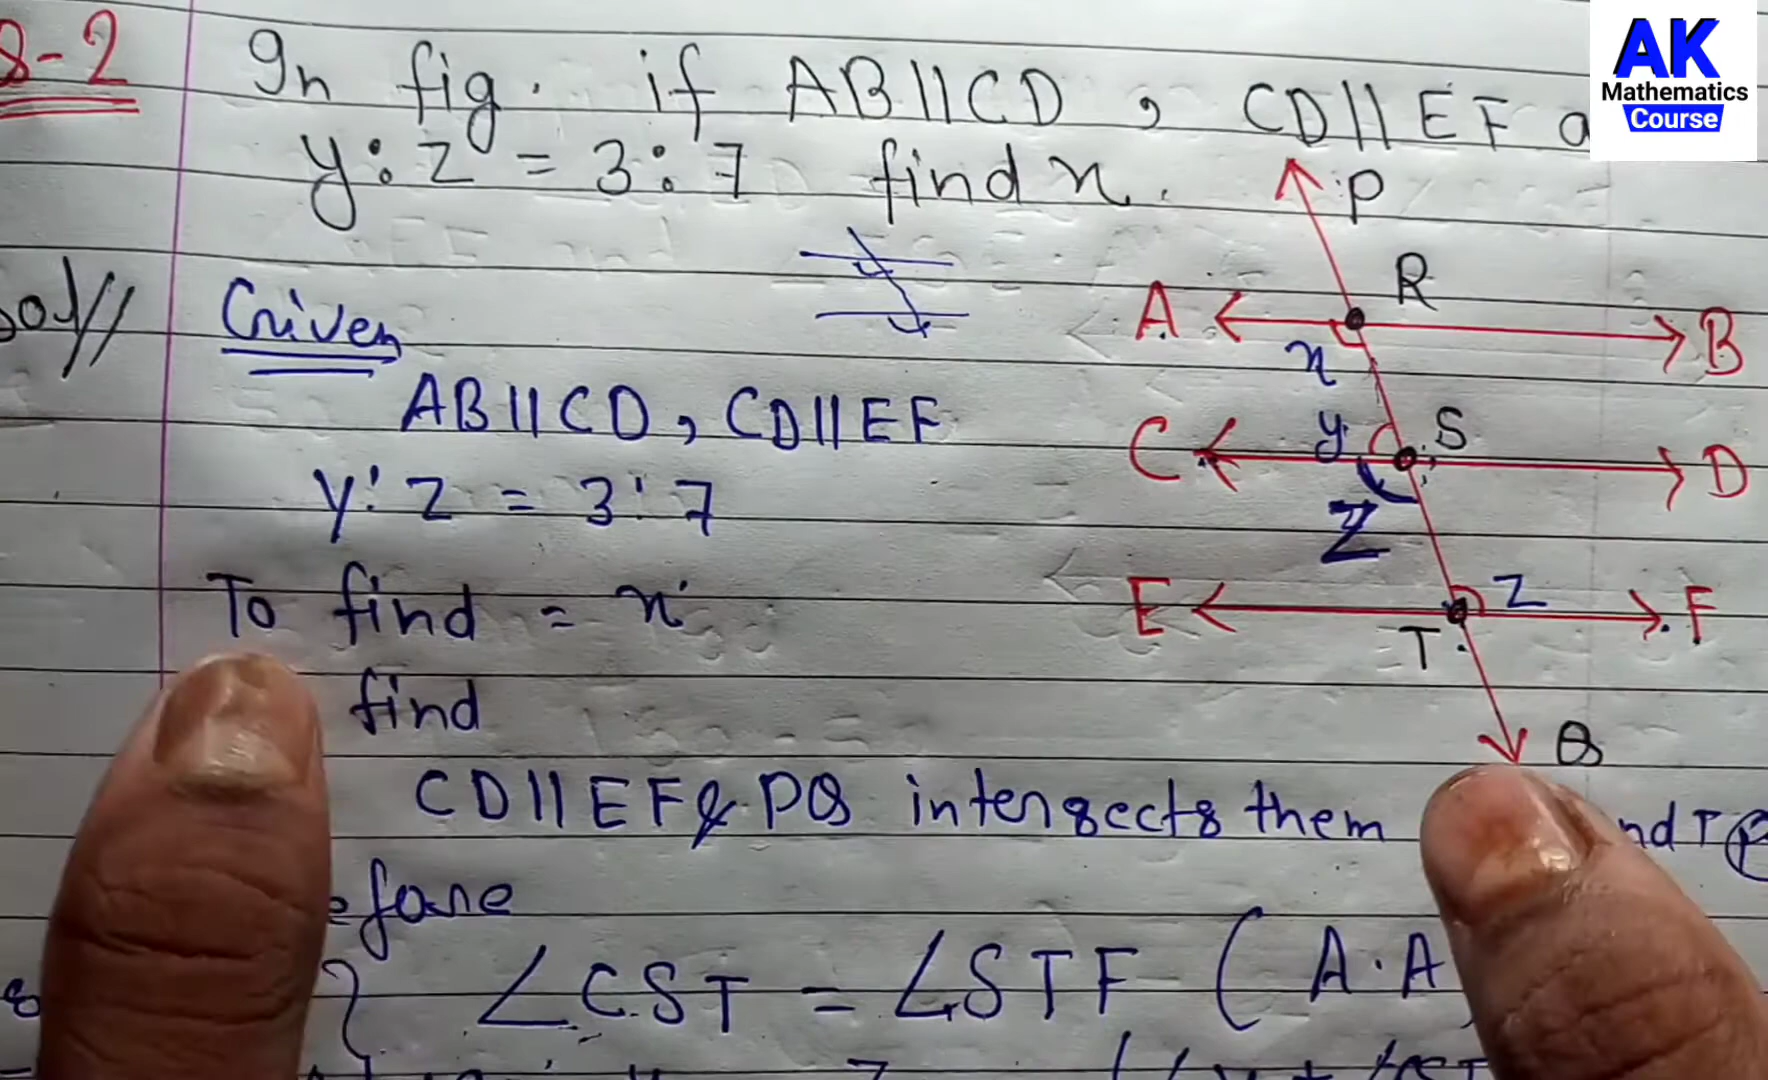 AK
Mathematics
Course
8-2
In fig. if AB||CD, CD||EF
y:z = 3:7 find x.
P
R
A
B
x
C
y
S
D
Z
E
z
F
T
Q
Sol//
Given
AB||CD, CD||EF
y:z = 3:7
To find = x
find
CD||EF & PQ intersects them
∠CST = ∠STF (A.A